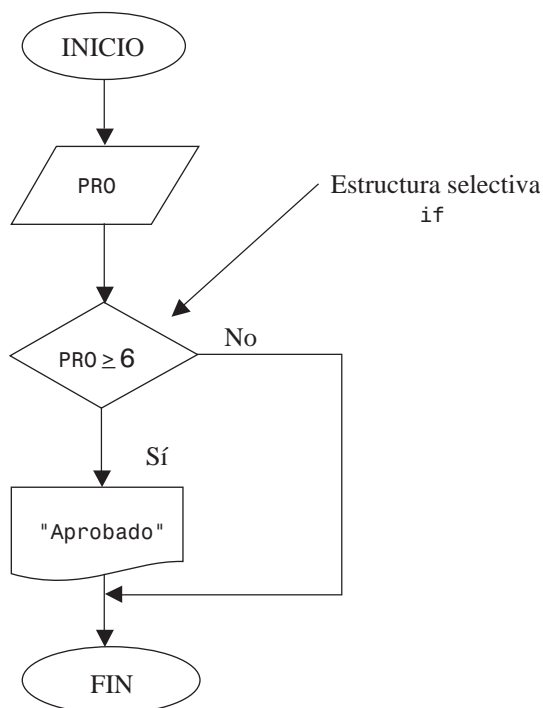 INICIO
PRO
Estructura selectiva
if
PRO ≥ 6
No
Sí
"Aprobado"
FIN